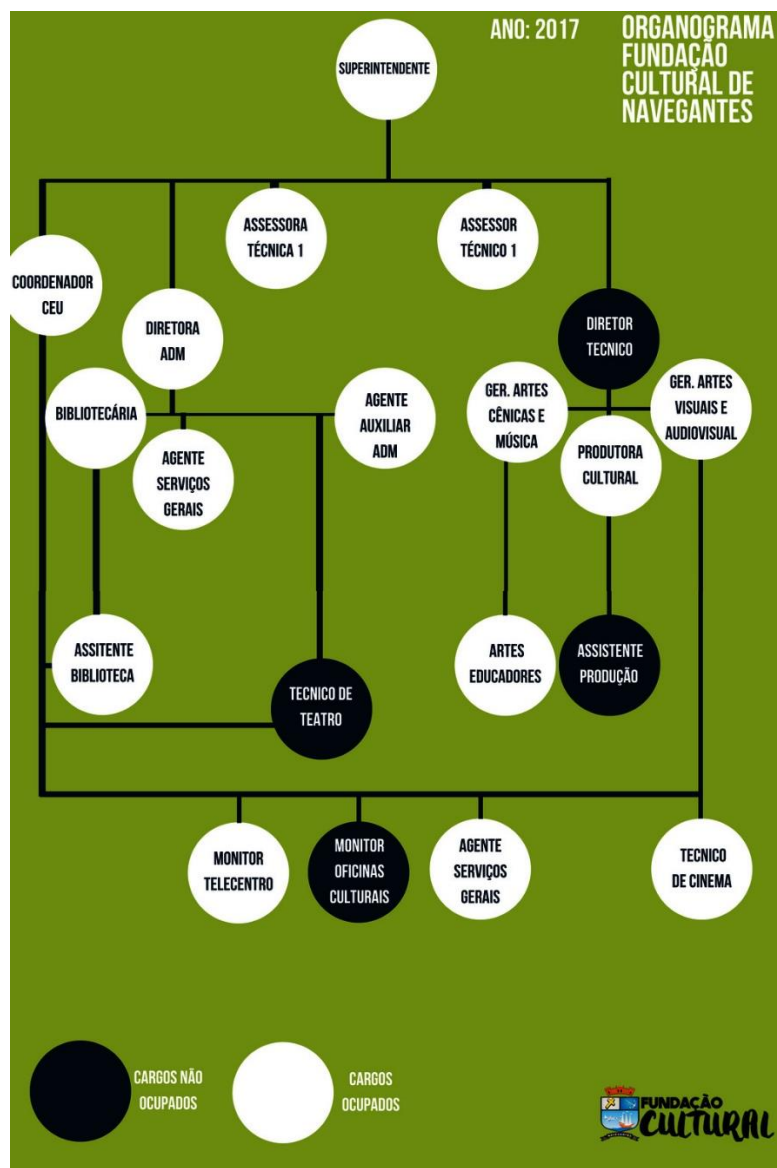 ANO: 2017
ORGANOGRAMA
FUNDAÇÃO
CULTURAL DE
NAVEGANTES
SUPERINTENDENTE
ASSESSORA
TÉCNICA 1
ASSESSOR
TÉCNICO 1
COORDENADOR
CEU
DIRETORA
ADM
DIRETOR
TECNICO
BIBLIOTECÁRIA
AGENTE
SERVIÇOS
GERAIS
AGENTE
AUXILIAR
ADM
GER. ARTES
CÊNICAS E
MÚSICA
PRODUTORA
CULTURAL
GER. ARTES
VISUAIS E
AUDIOVISUAL
ASSITENTE
BIBLIOTECA
TECNICO DE
TEATRO
ARTES
EDUCADORES
ASSISTENTE
PRODUÇÃO
MONITOR
TELECENTRO
MONITOR
OFICINAS
CULTURAIS
AGENTE
SERVIÇOS
GERAIS
TECNICO
DE CINEMA
CARGOS NÃO
OCUPADOS
CARGOS
OCUPADOS
FUNDAÇÃO
CULTURAL